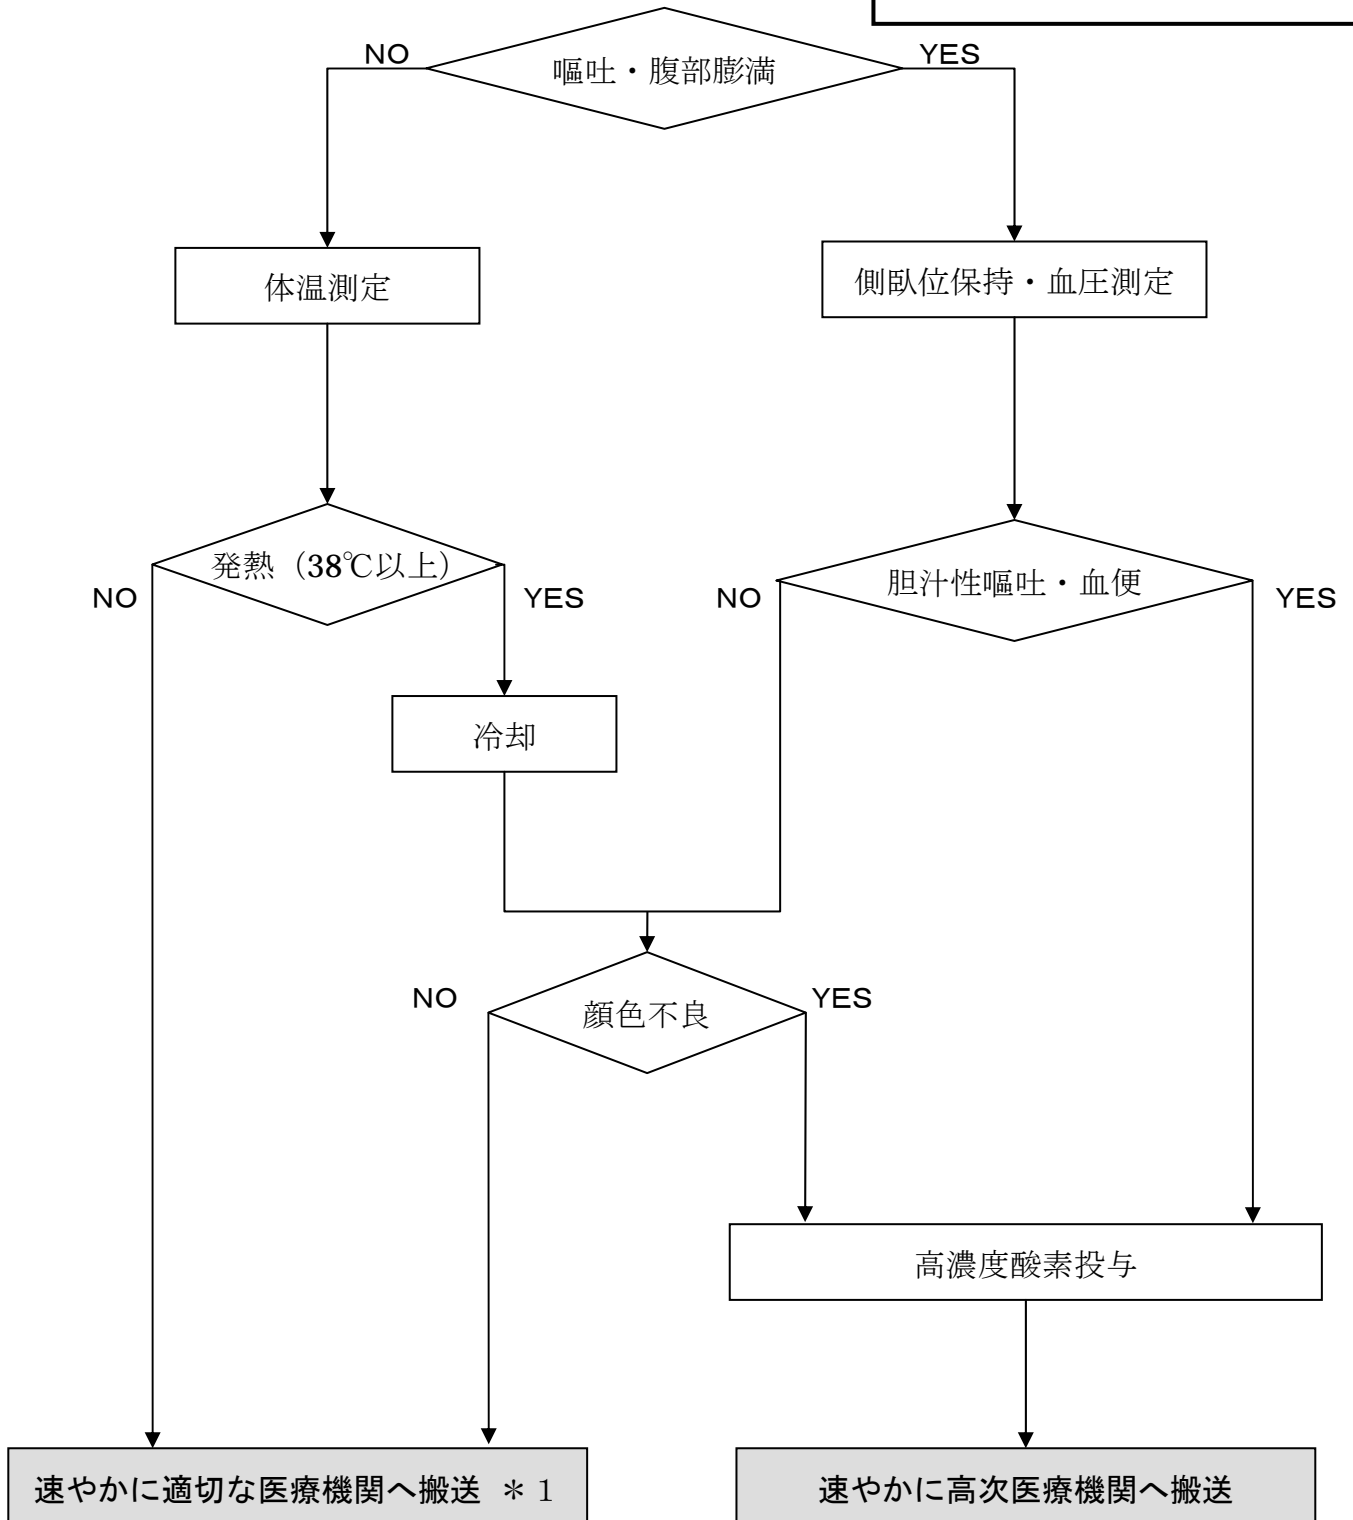 NO
嘔吐・腹部膨満
YES
体温測定
側臥位保持・血圧測定
発熱（38℃以上）
NO
YES
胆汁性嘔吐・血便
NO
YES
冷却
顔色不良
NO
YES
高濃度酸素投与
速やかに適切な医療機関へ搬送 ＊１
速やかに高次医療機関へ搬送